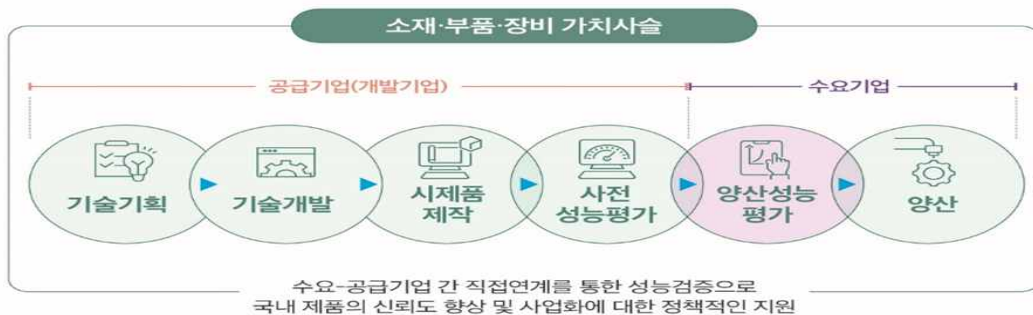 소재·부품·장비 가치사슬
공급기업(개발기업)
수요기업
기술기획
기술개발
시제품
제작
사전
성능평가
양산성능
평가
양산
수요-공급기업 간 직접연계를 통한 성능검증으로
국내 제품의 신뢰도 향상 및 사업화에 대한 정책적인 지원